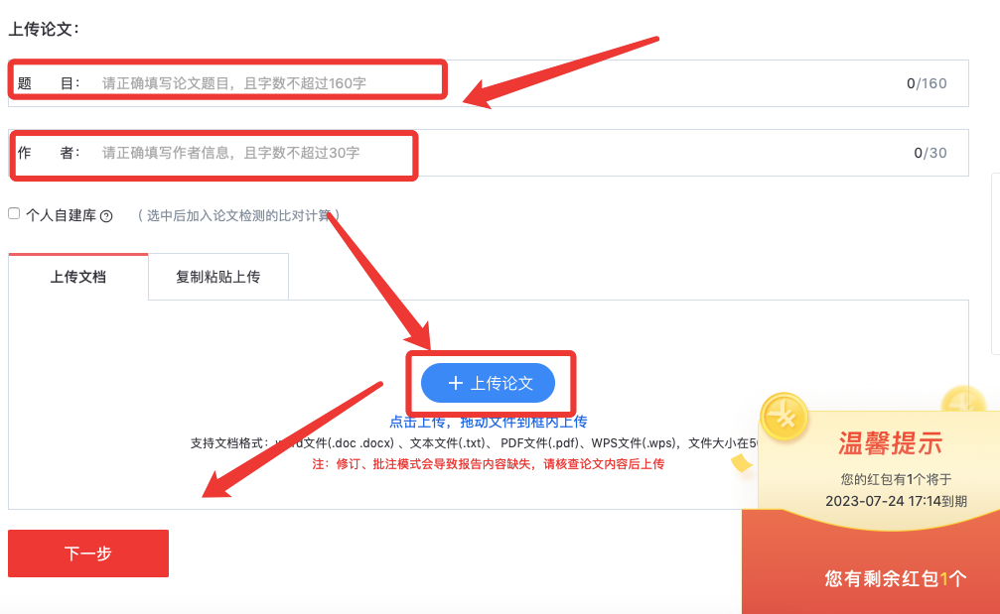 上传论文：
题 目： 请正确填写论文题目，且字数不超过160字 0/160
作 者： 请正确填写作者信息，且字数不超过30字 0/30
个人自建库 （ 选中后加入论文检测的比对计算 ）
上传文档 复制粘贴上传
＋ 上传论文
点击上传，拖动文件到框内上传
支持文档格式：word文件(.doc .docx) 、文本文件(.txt)、 PDF文件(.pdf)、WPS文件(.wps)，文件大小在
注：修订、批注模式会导致报告内容缺失，请核查论文内容后上传
下一步
温馨提示
您的红包有1个将于
2023-07-24 17:14到期
您有剩余红包1个